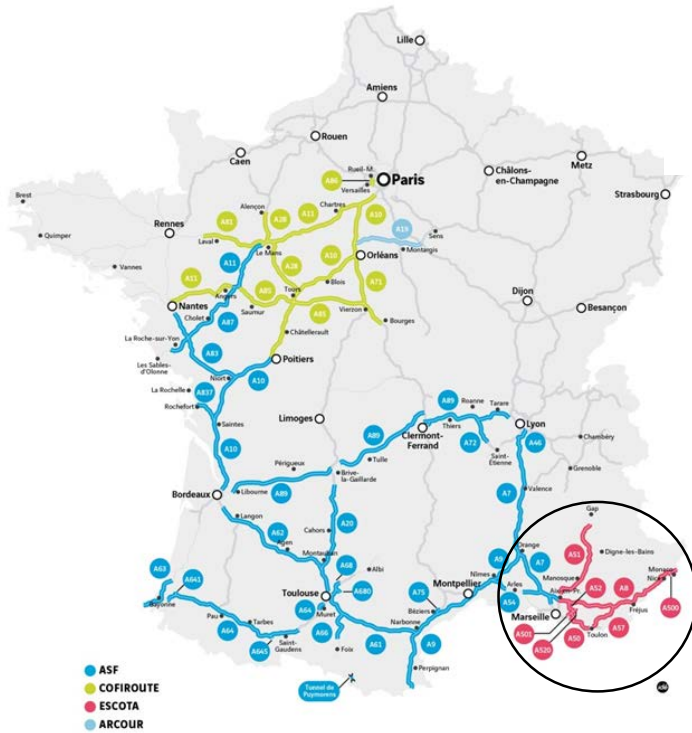 Lille
Amiens
Rouen
Caen
Rueil-M.
A86
Versailles
Paris
Châlons-
en-Champagne
Metz
Strasbourg
Brest
Quimper
Rennes
Vannes
Alençon
Chartres
A81
A28
A11
A10
Laval
Le Mans
A19
Sens
Montargis
Orléans
A11
A11
A28
A10
Blois
Tours
A71
Angers
A85
A85
Saumur
Vierzon
Bourges
Dijon
Besançon
Nantes
Cholet
A87
Châtellerault
La Roche-sur-Yon
A83
Les Sables-
d'Olonne
Poitiers
Niort
A10
La Rochelle
A837
Rochefort
Saintes
A10
Limoges
A89
Roanne
Tarare
Thiers
Clermont-
Ferrand
A72
Saint-
Étienne
Lyon
A46
Chambéry
Grenoble
A89
Tulle
Périgueux
Brive-
la-Gaillarde
Bordeaux
Libourne
A89
A7
Valence
Langon
A62
Agen
Cahors
A20
Montauban
A68
Albi
A680
Toulouse
A64
Muret
A66
Foix
A61
A63
A641
Bayonne
Pau
A64
Tarbes
Saint-
Gaudens
A645
Montpellier
A75
Béziers
Narbonne
A9
Perpignan
Nîmes
A9
Orange
A7
Arles
A54
Gap
A51
Digne-les-Bains
Manosque
A52
A8
Monaco
Nice
A500
Marseille
Fréjus
A57
Toulon
A50
A501
A520
Tunnel de
Puymorens
ASF
COFIROUTE
ESCOTA
ARCOUR